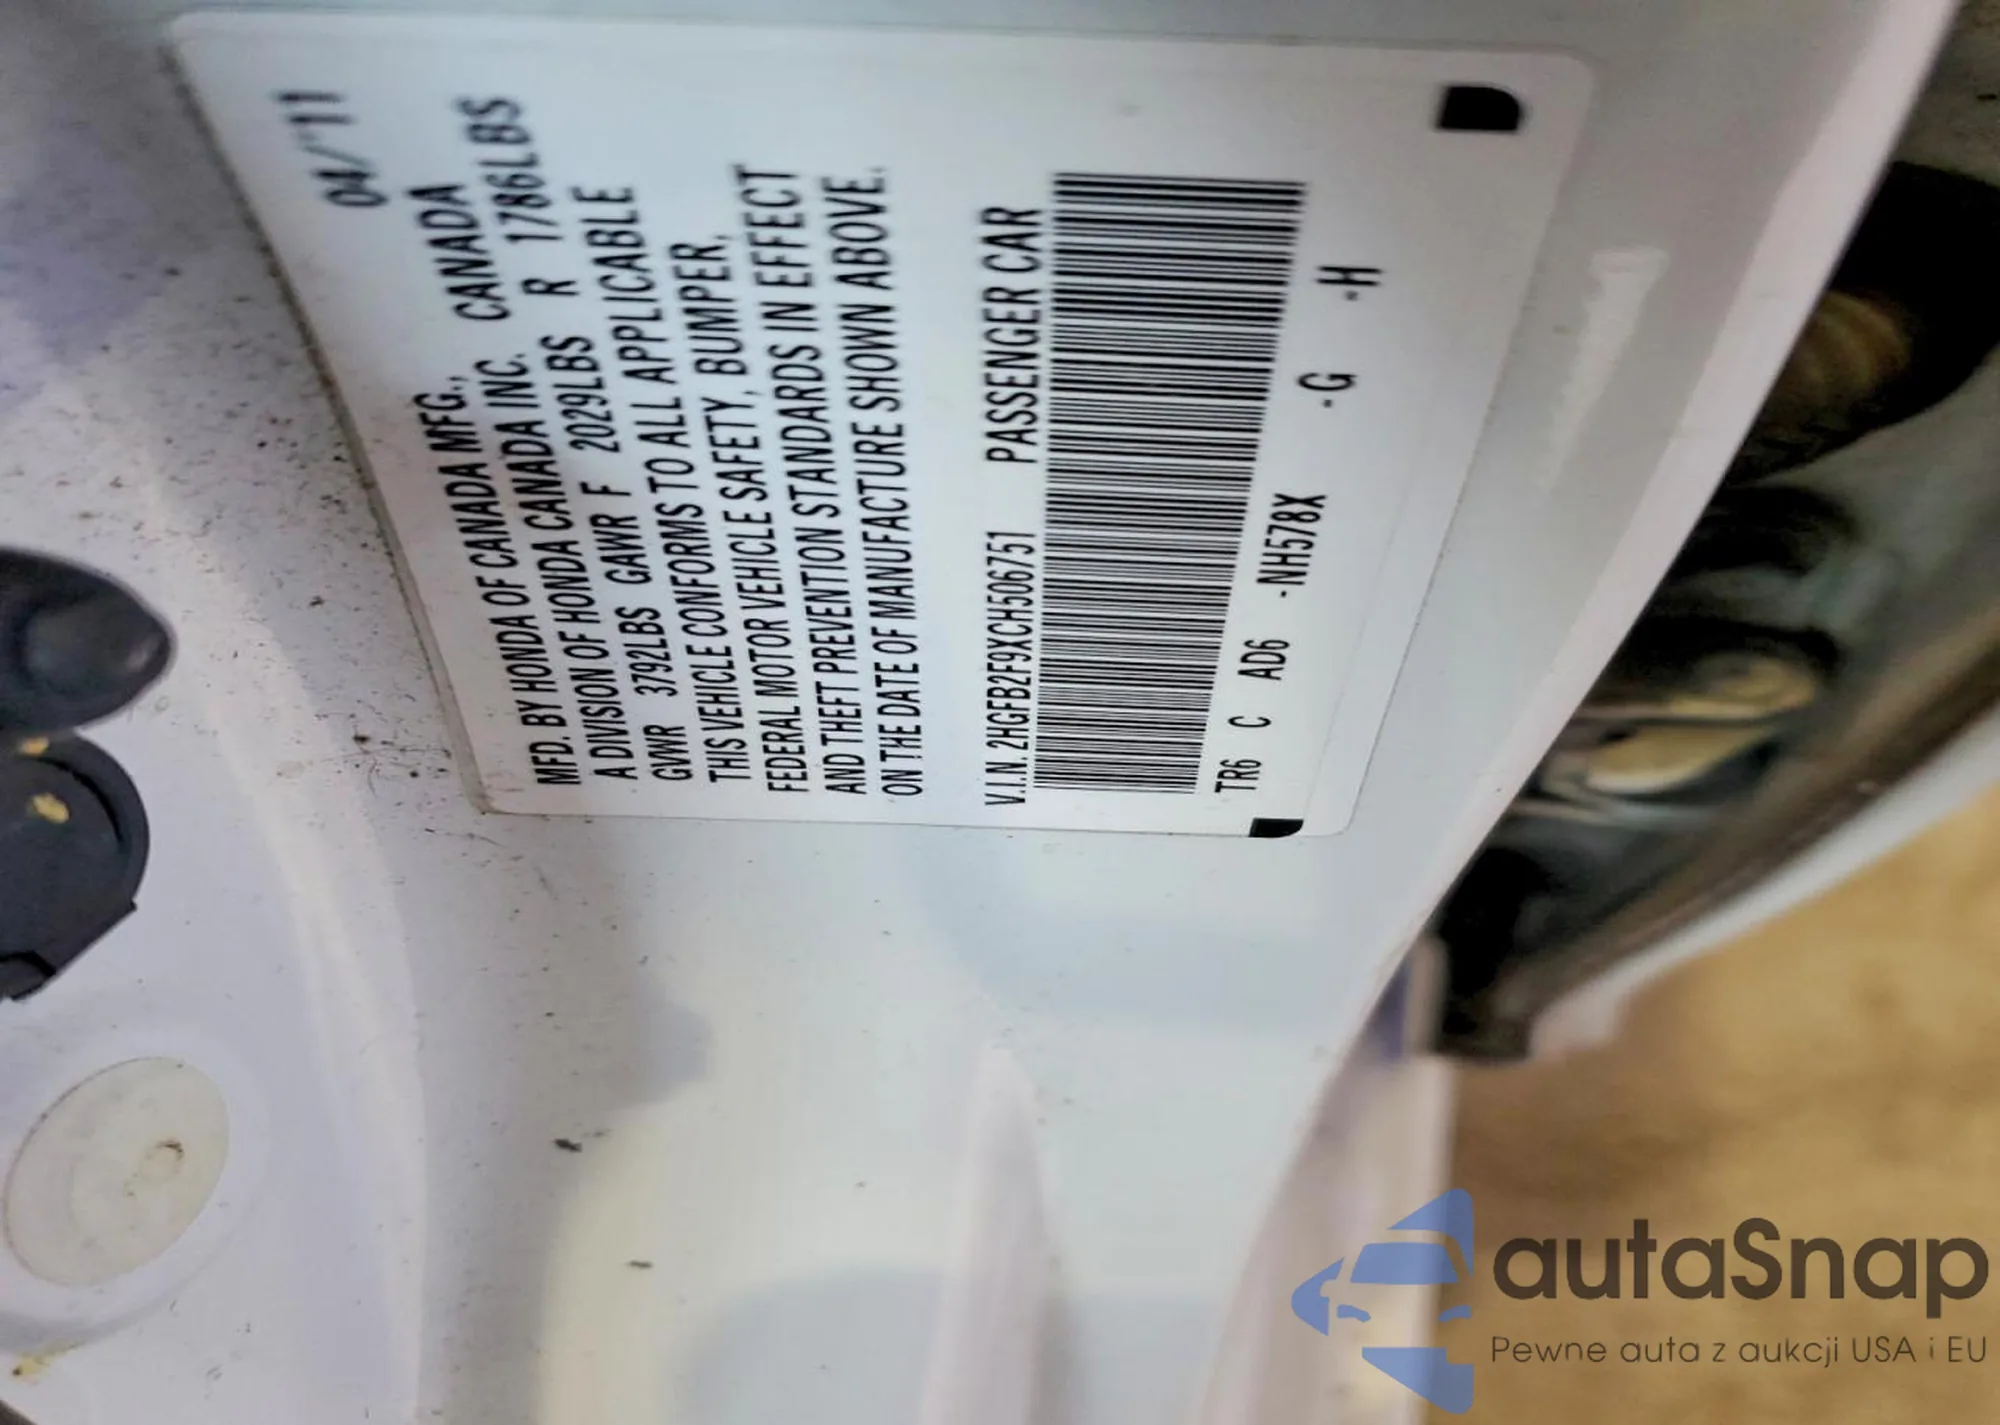 04/'11
MFD. BY HONDA OF CANADA MFG.,
A DIVISION OF HONDA CANADA INC. CANADA
GVWR 3792LBS GAWR F 2029LBS R 1786LBS
THIS VEHICLE CONFORMS TO ALL APPLICABLE
FEDERAL MOTOR VEHICLE SAFETY, BUMPER,
AND THEFT PREVENTION STANDARDS IN EFFECT
ON THE DATE OF MANUFACTURE SHOWN ABOVE.
V.I.N. 2HGFB2F9XCH506751 PASSENGER CAR
TR6 C AD6 -NH578X -G -H
autaSnap
Pewne auta z aukcji USA i EU